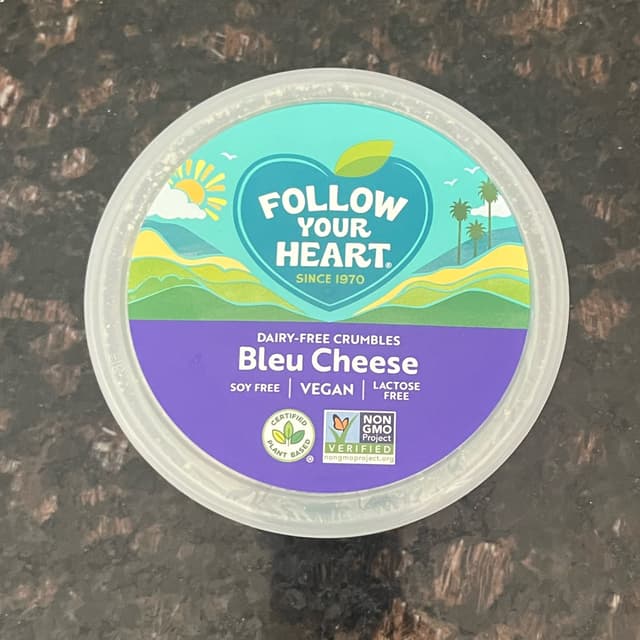 FOLLOW
YOUR
HEART®
SINCE 1970
DAIRY-FREE CRUMBLES
Bleu Cheese
SOY FREE | VEGAN | LACTOSE
FREE
CERTIFIED
PLANT BASED
NON
GMO
Project
VERIFIED
nongmoproject.org